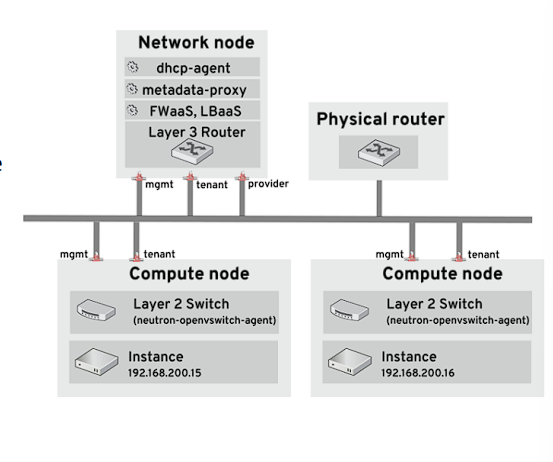 Network node
dhcp-agent
metadata-proxy
FWaaS, LBaaS
Layer 3 Router
Physical router
mgmt
tenant
provider
mgmt
tenant
mgmt
tenant
Compute node
Layer 2 Switch
(neutron-openvswitch-agent)
Instance
192.168.200.15
Compute node
Layer 2 Switch
(neutron-openvswitch-agent)
Instance
192.168.200.16